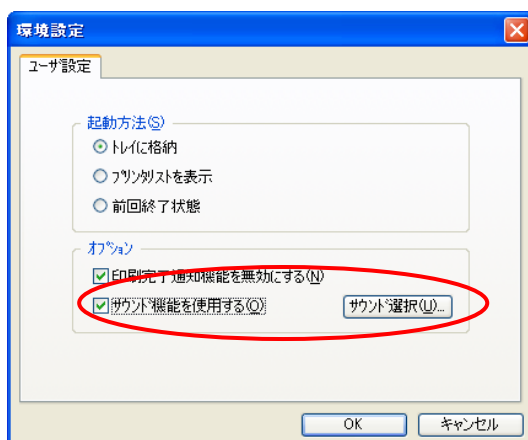 環境設定
ユーザ設定
起動方法(S)
トレイに格納
プリンタリストを表示
前回終了状態
オプション
印刷完了通知機能を無効にする(N)
サウンド機能を使用する(O) サウンド選択(U)...
OK キャンセル